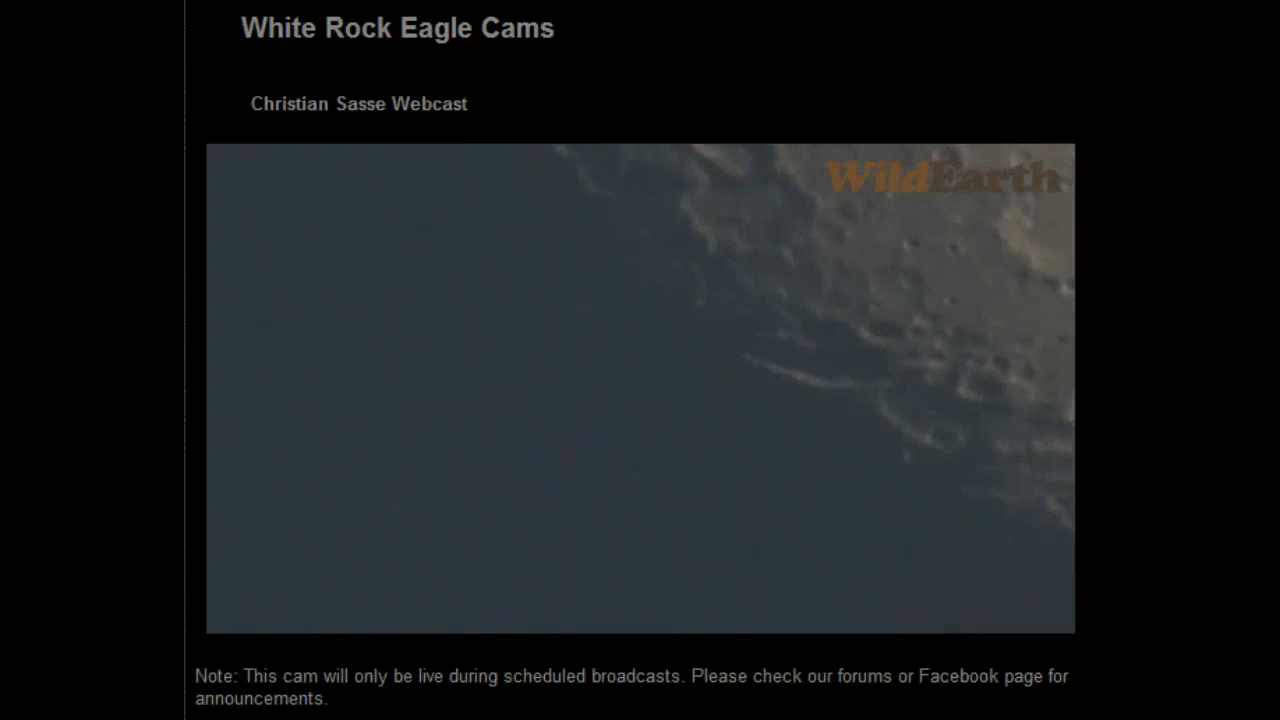 White Rock Eagle Cams
Christian Sasse Webcast
WildEarth
Note: This cam will only be live during scheduled broadcasts. Please check our forums or Facebook page for
announcements.